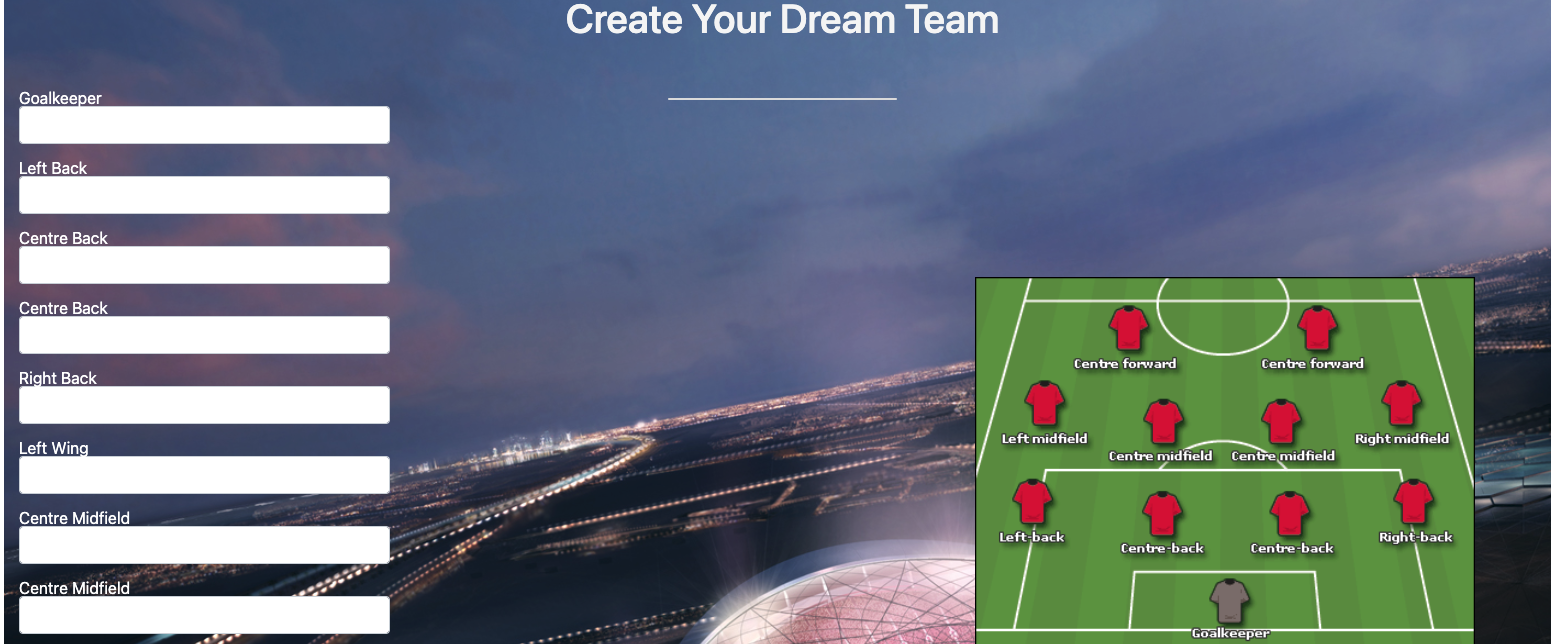 Create Your Dream Team
Goalkeeper
Left Back
Centre Back
Centre Back
Right Back
Left Wing
Centre Midfield
Centre Midfield
Centre forward Centre forward
Left midfield Centre midfield Centre midfield Right midfield
Left-back Centre-back Centre-back Right-back
Goalkeeper